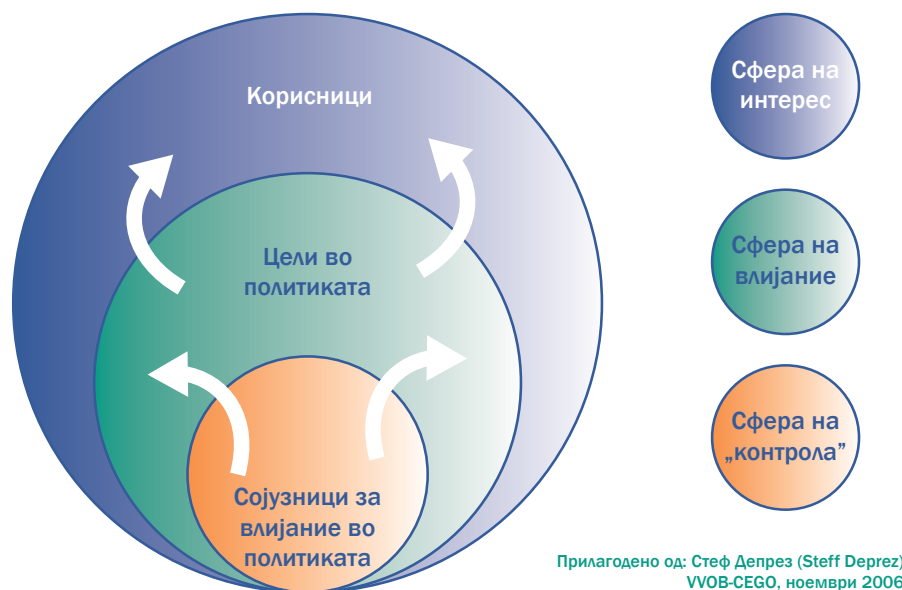 Корисници
Цели во
политиката
Сојузници за
влијание во
политиката
Сфера на
интерес
Сфера на
влијание
Сфера на
„контрола”
Прилагодено од: Стеф Депрез (Steff Deprez)
VVOB-CEGO, ноември 2006